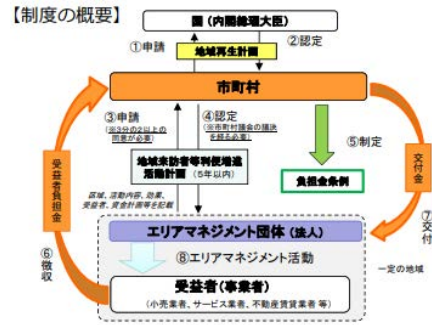 【制度の概要】
国(内閣総理大臣)
①申請
地域再生計画
②認定
市町村
③申請
(※3分の2以上の
同意が必要)
④認定
(※市町村議会の議決
を経る必要)
⑤制定
地域来訪者等利便増進
活動計画(5年以内)
負担金条例
区域、活動内容、効果、
受益者、資金計画等を記載
受益者負担金
⑥徴収
交付金
⑦交付
エリアマネジメント団体(法人)
⑧エリアマネジメント活動
一定の地域
受益者(事業者)
(小売業者、サービス業者、不動産賃貸業者 等)